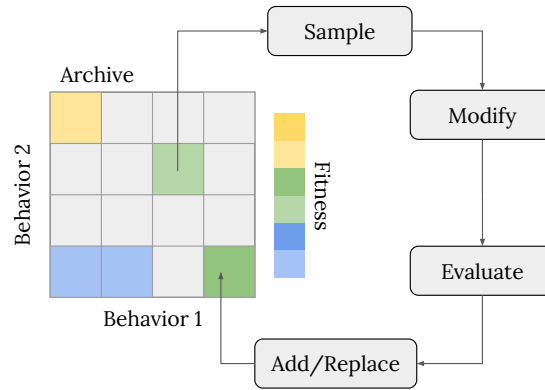 Sample
Archive
Modify
Behavior 2
Fitness
Evaluate
Behavior 1
Add/Replace